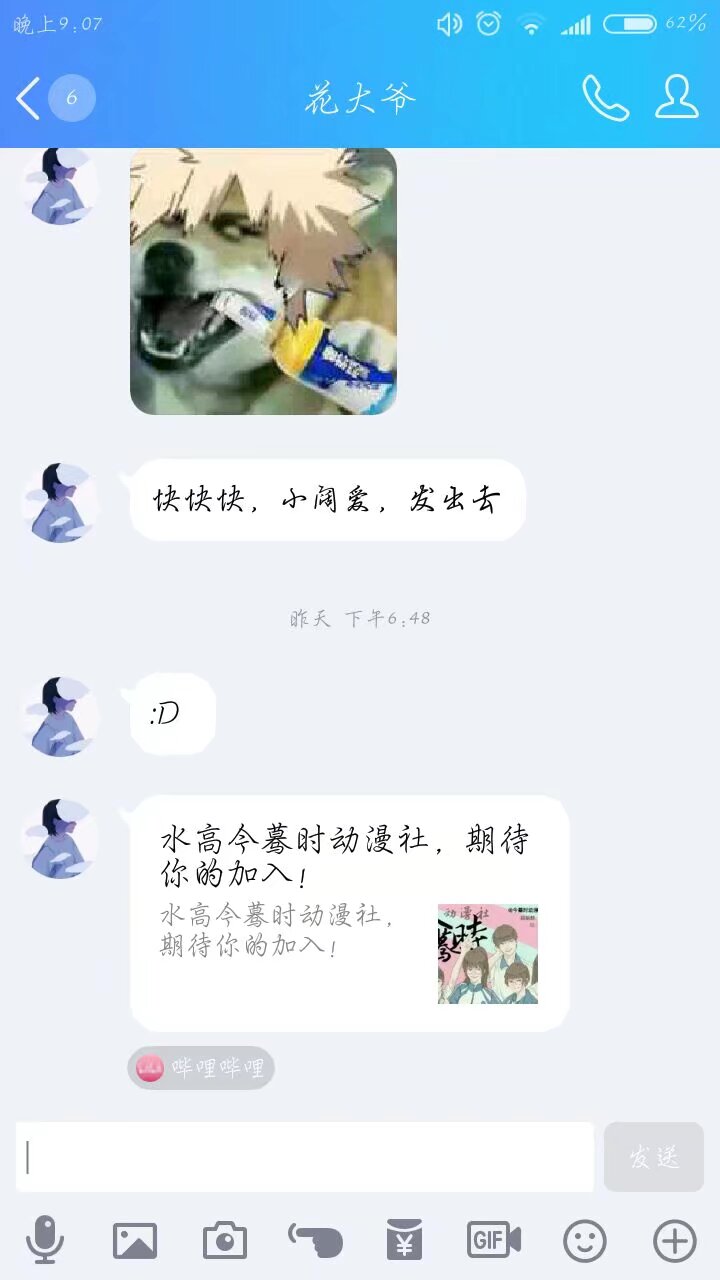 晚上9:07
62%
6
花大爷
快快快，小阔爱，发出去
昨天 下午6:48
:D
水高今蓦时动漫社，期待
你的加入！
水高今蓦时动漫社，
期待你的加入！
动漫社
哔哩哔哩
发送
GIF